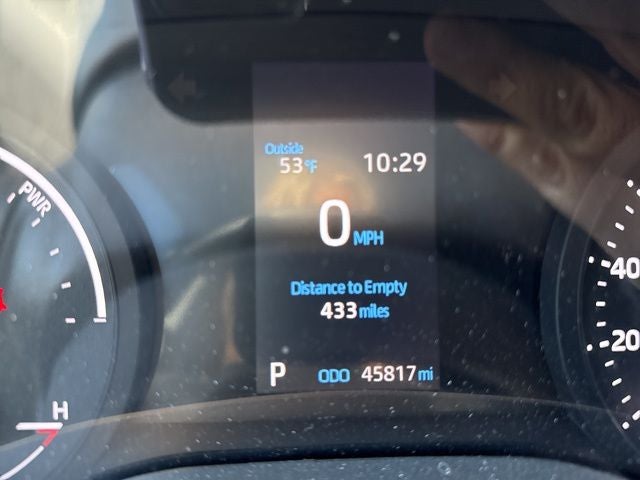 Outside
53°F 10:29
PWR
0 MPH
40
Distance to Empty
433 miles
20
P ODO 45817 mi
H